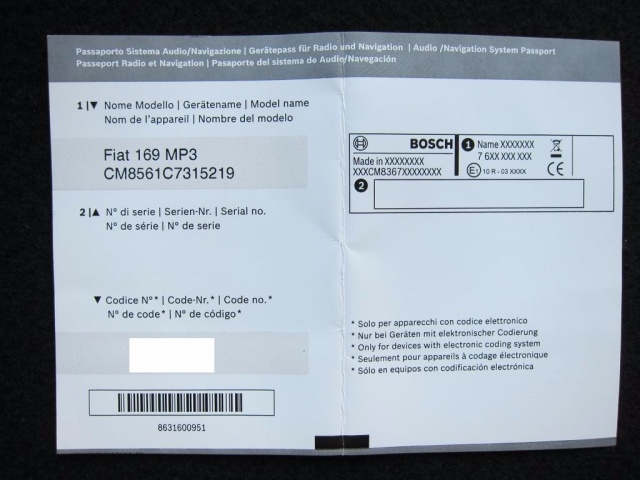 Passaporto Sistema Audio/Navigazione | Gerätepass für Radio und Navigation | Audio /Navigation System Passport
Passeport Radio et Navigation | Pasaporte del sistema de Audio/Navegación
1 |▼ Nome Modello | Gerätename | Model name
Nom de l'appareil | Nombre del modelo
Fiat 169 MP3
CM8561C7315219
2 |▲ N° di serie | Serien-Nr. | Serial no.
N° de série | N° de serie
▼ Codice N°* | Code-Nr.* | Code no.*
N° de code* | N° de código*
8631600951
BOSCH
Made in XXXXXXXX
XXXCM8367XXXXXXXX
1 Name XXXXXXX
7 6XX XXX XXX
E1 10 R - 03 XXXX
CE
2
* Solo per apparecchi con codice elettronico
* Nur bei Geräten mit elektronischer Codierung
* Only for devices with electronic coding system
* Seulement pour appareils à codage électronique
* Sólo en equipos con codificación electrónica